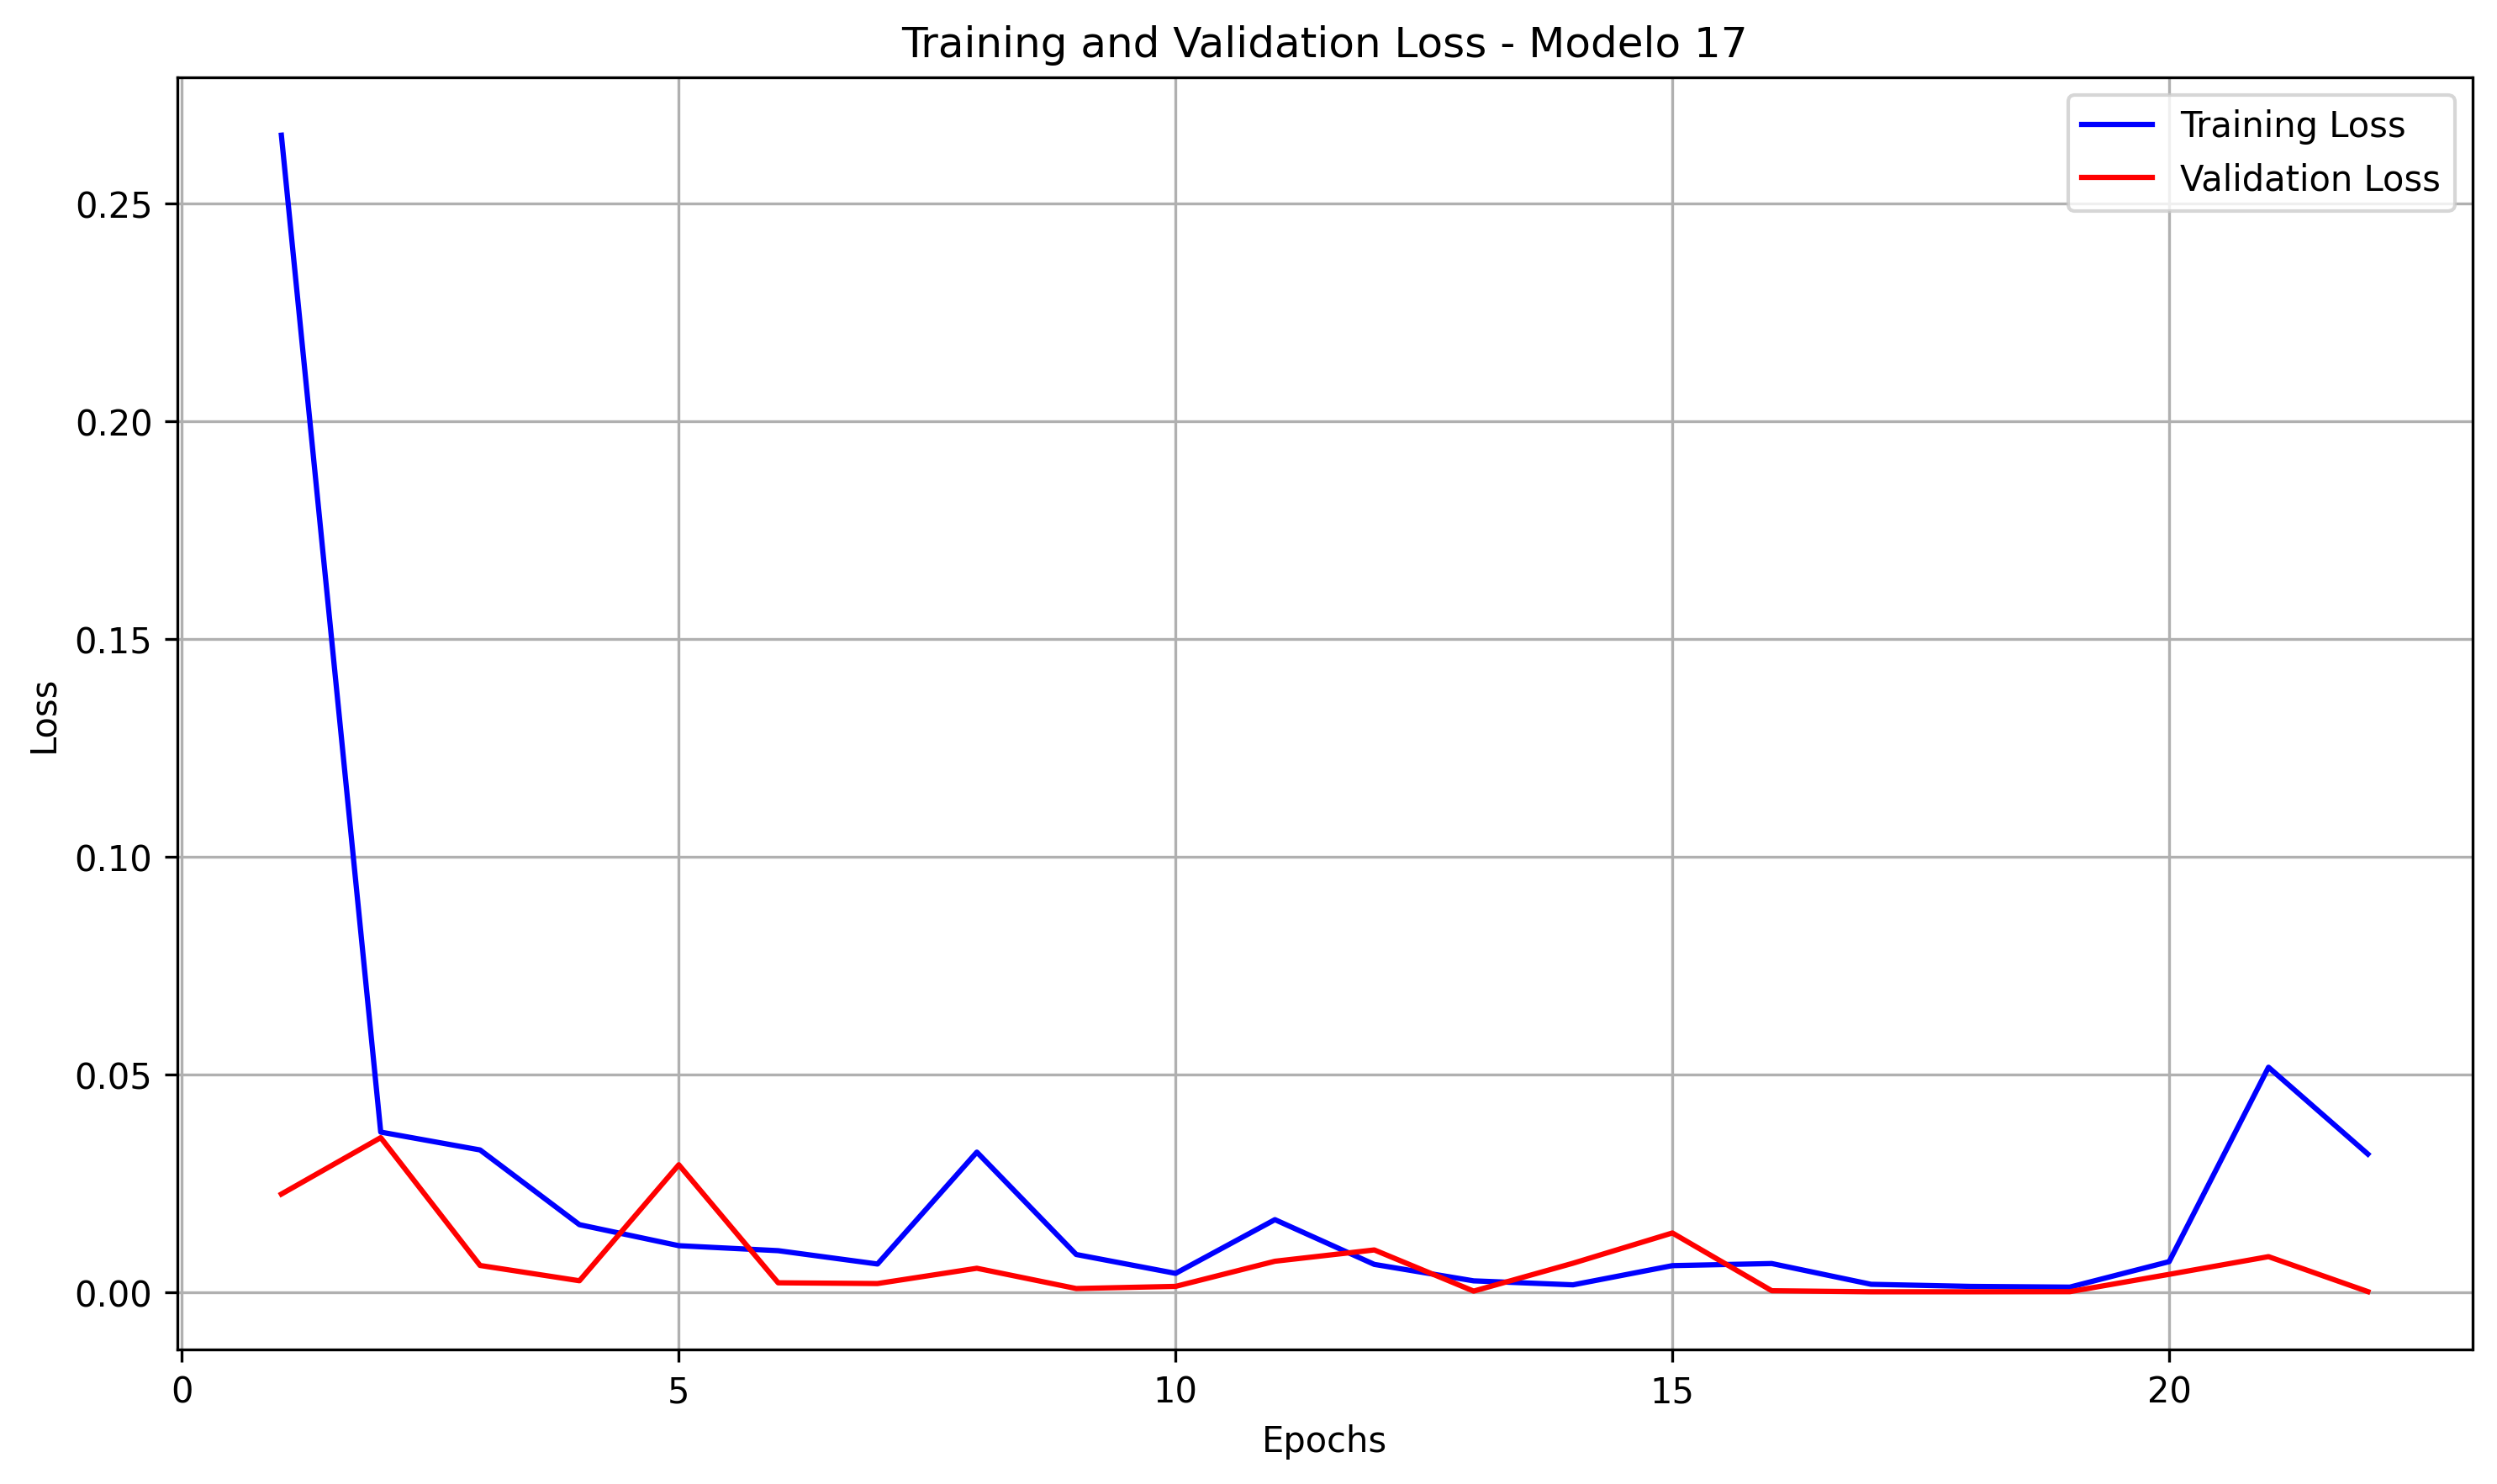 Training and Validation Loss - Modelo 17
Training Loss
Validation Loss
0.25
0.20
0.15
0.10
0.05
0.00
Loss
0 5 10 15 20
Epochs